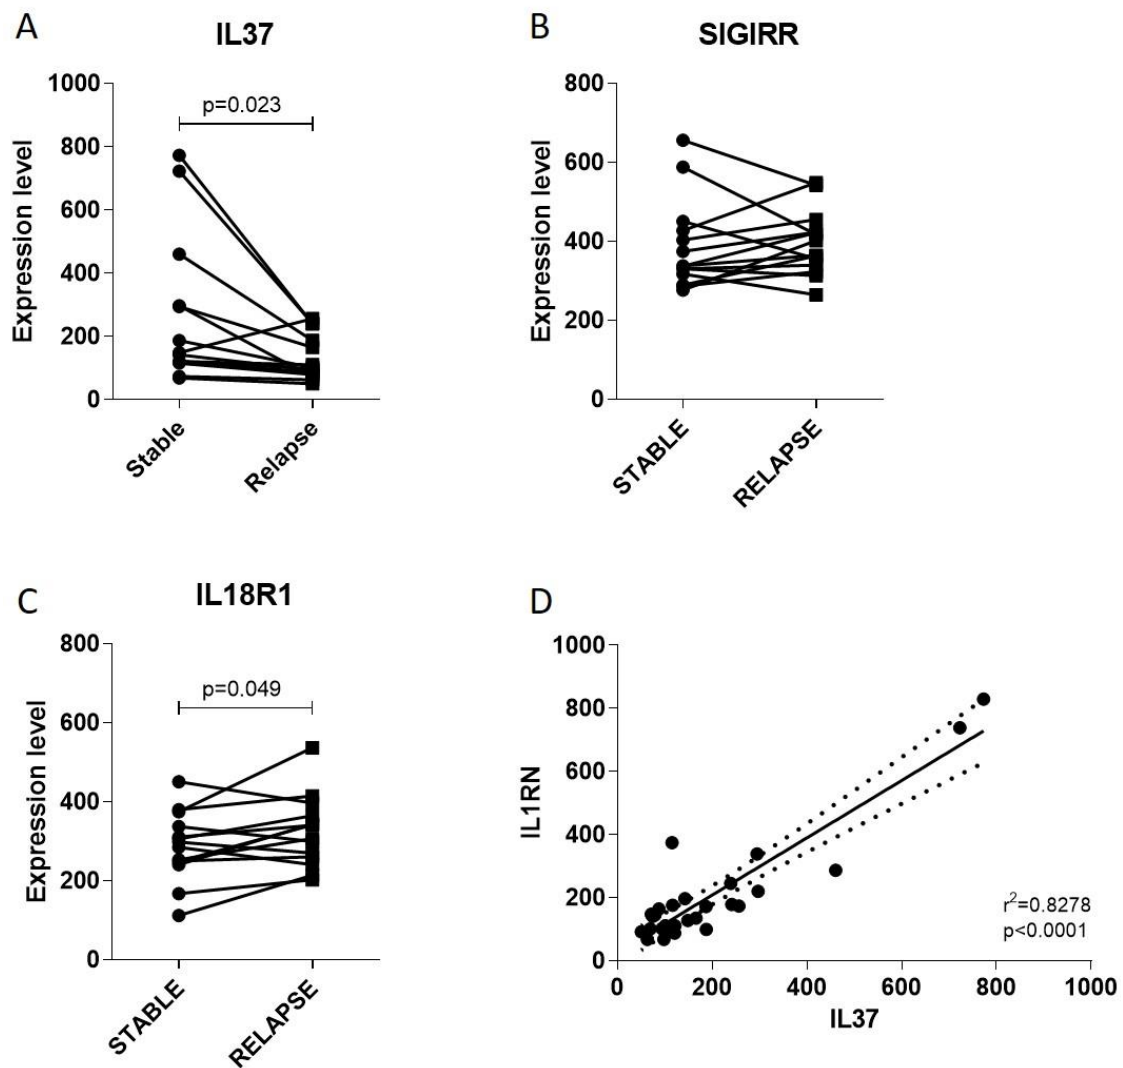 A
IL37
1000
800
600
400
200
0
Expression level
p=0.023
Stable
Relapse
B
SIGIRR
800
600
400
200
0
Expression level
STABLE
RELAPSE
C
IL18R1
800
600
400
200
0
Expression level
p=0.049
STABLE
RELAPSE
D
1000
800
600
400
200
0
IL1RN
r²=0.8278
p<0.0001
0 200 400 600 800 1000
IL37